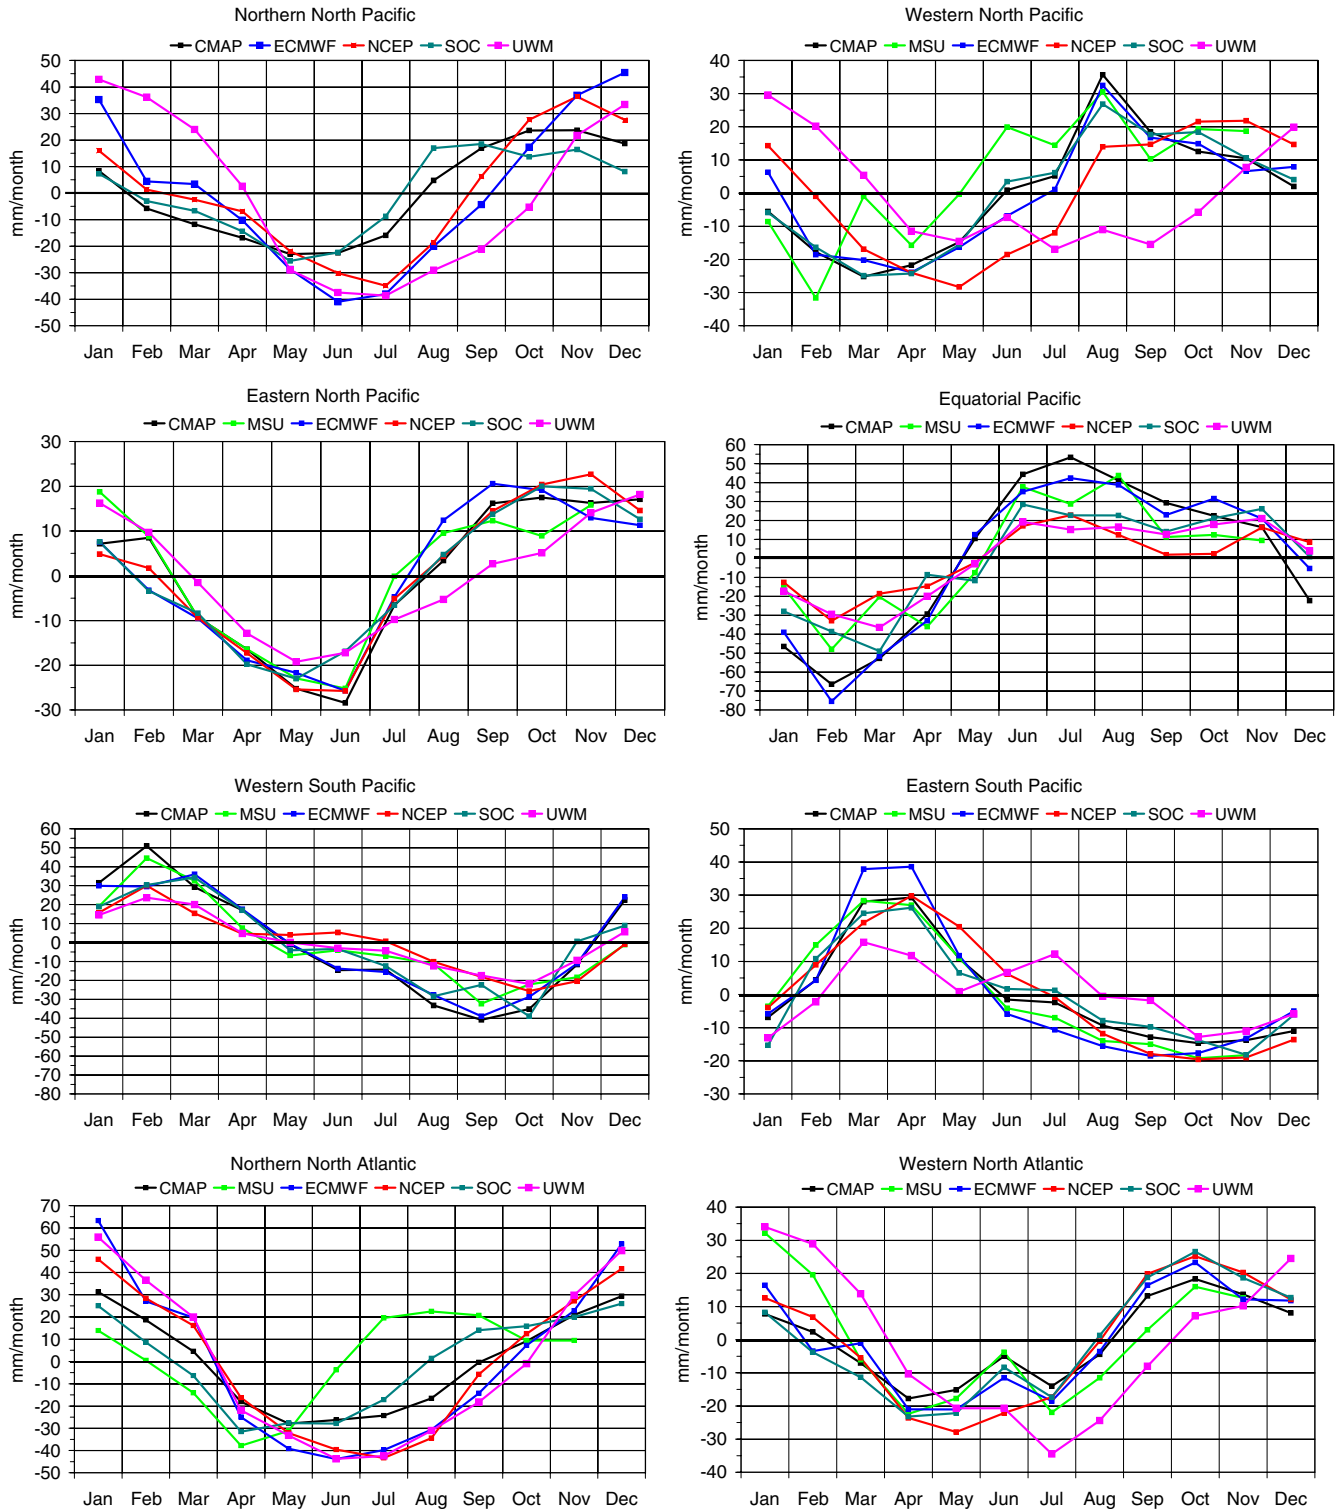 Northern North Pacific
CMAP ECMWF NCEP SOC UWM
mm/month
50
40
30
20
10
0
-10
-20
-30
-40
-50
Jan Feb Mar Apr May Jun Jul Aug Sep Oct Nov Dec
Western North Pacific
CMAP MSU ECMWF NCEP SOC UWM
mm/month
40
30
20
10
0
-10
-20
-30
-40
Jan Feb Mar Apr May Jun Jul Aug Sep Oct Nov Dec
Eastern North Pacific
CMAP MSU ECMWF NCEP SOC UWM
mm/month
30
20
10
0
-10
-20
-30
Jan Feb Mar Apr May Jun Jul Aug Sep Oct Nov Dec
Equatorial Pacific
CMAP MSU ECMWF NCEP SOC UWM
mm/month
60
50
40
30
20
10
0
-10
-20
-30
-40
-50
-60
-70
-80
Jan Feb Mar Apr May Jun Jul Aug Sep Oct Nov Dec
Western South Pacific
CMAP MSU ECMWF NCEP SOC UWM
mm/month
60
50
40
30
20
10
0
-10
-20
-30
-40
-50
-60
-70
-80
Jan Feb Mar Apr May Jun Jul Aug Sep Oct Nov Dec
Eastern South Pacific
CMAP MSU ECMWF NCEP SOC UWM
mm/month
50
40
30
20
10
0
-10
-20
-30
Jan Feb Mar Apr May Jun Jul Aug Sep Oct Nov Dec
Northern North Atlantic
CMAP MSU ECMWF NCEP SOC UWM
mm/month
70
60
50
40
30
20
10
0
-10
-20
-30
-40
-50
Jan Feb Mar Apr May Jun Jul Aug Sep Oct Nov Dec
Western North Atlantic
CMAP MSU ECMWF NCEP SOC UWM
mm/month
40
30
20
10
0
-10
-20
-30
-40
Jan Feb Mar Apr May Jun Jul Aug Sep Oct Nov Dec